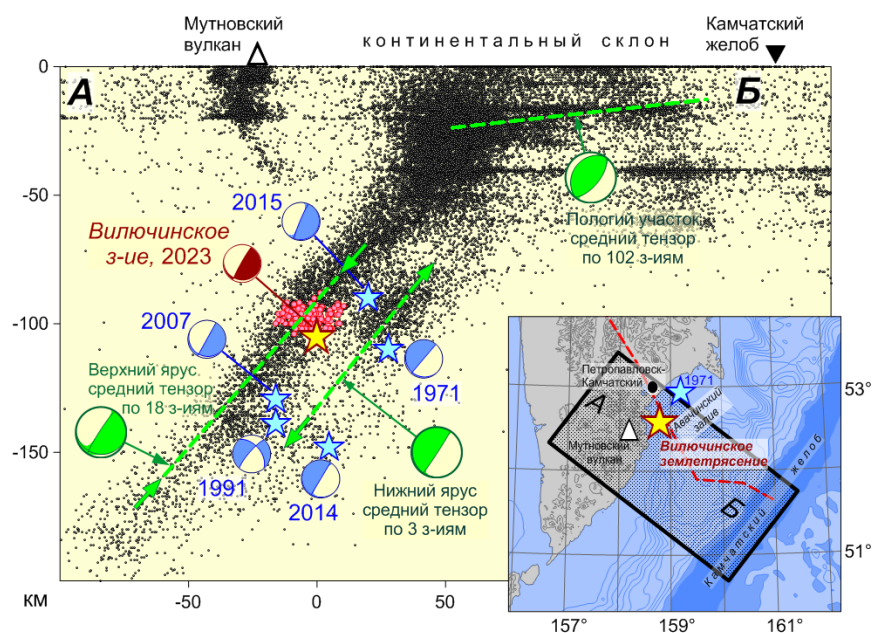 Мутновский
вулкан
континентальный склон
Камчатский
желоб
0
А
Б
-50
2015
Вилючинское
з-ие, 2023
Пологий участок
средний тензор
по 102 з-иям
-100
2007
1971
Верхний ярус
средний тензор
по 18 з-иям
-150
1991
2014
Нижний ярус
средний тензор
по 3 з-иям
км
-50
0
50
Петропавловск-
Камчатский
1971
53°
А
Авачинский
залив
Мутновский
вулкан
Вилючинское
землетрясение
Б
Камчатский желоб
51°
157°
159°
161°